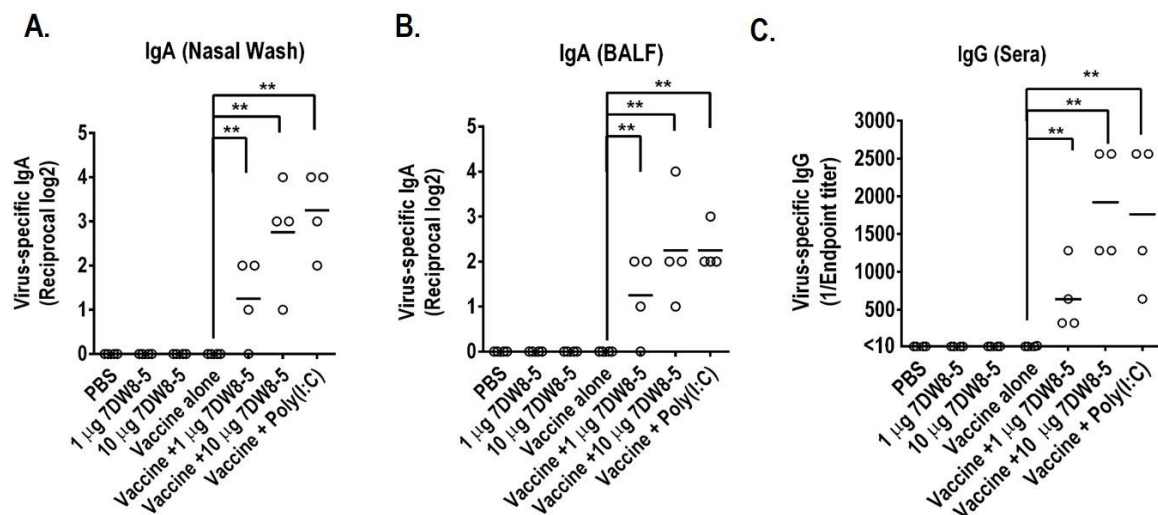 A.
IgA (Nasal Wash)
**
**
**
Virus-specific IgA
(Reciprocal log2)
5
4
3
2
1
0
PBS
1 μg 7DW8-5
10 μg 7DW8-5
Vaccine alone
Vaccine +1 μg 7DW8-5
Vaccine +10 μg 7DW8-5
Vaccine + Poly(I:C)
B.
IgA (BALF)
**
**
**
Virus-specific IgA
(Reciprocal log2)
5
4
3
2
1
0
PBS
1 μg 7DW8-5
10 μg 7DW8-5
Vaccine alone
Vaccine +1 μg 7DW8-5
Vaccine +10 μg 7DW8-5
Vaccine + Poly(I:C)
C.
IgG (Sera)
**
**
**
Virus-specific IgG
(1/Endpoint titer)
3000
2500
2000
1500
1000
500
<10
PBS
1 μg 7DW8-5
10 μg 7DW8-5
Vaccine alone
Vaccine +1 μg 7DW8-5
Vaccine +10 μg 7DW8-5
Vaccine + Poly(I:C)